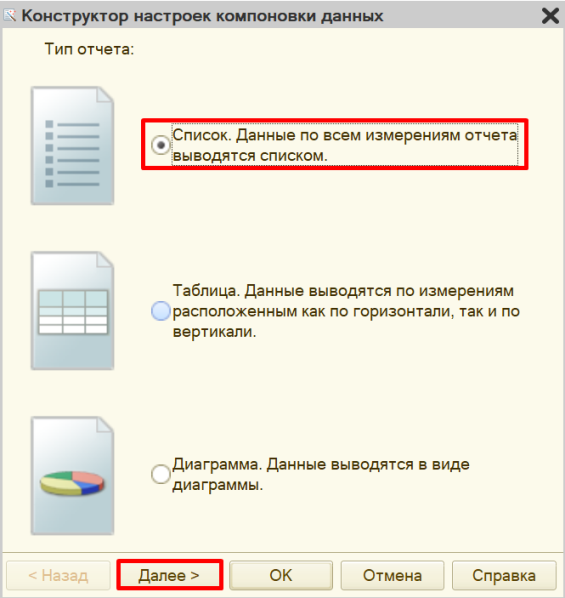 Конструктор настроек компоновки данных
Тип отчета:
Список. Данные по всем измерениям отчета
выводятся списком.
Таблица. Данные выводятся по измерениям
расположенным как по горизонтали, так и по
вертикали.
Диаграмма. Данные выводятся в виде
диаграммы.
< Назад Далее > OK Отмена Справка